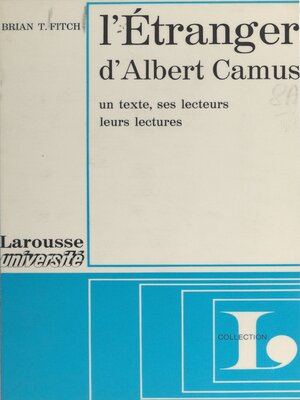 BRIAN T. FITCH
l'Étranger
d'Albert Camus
un texte, ses lecteurs
leurs lectures
Larousse
université
COLLECTION
L